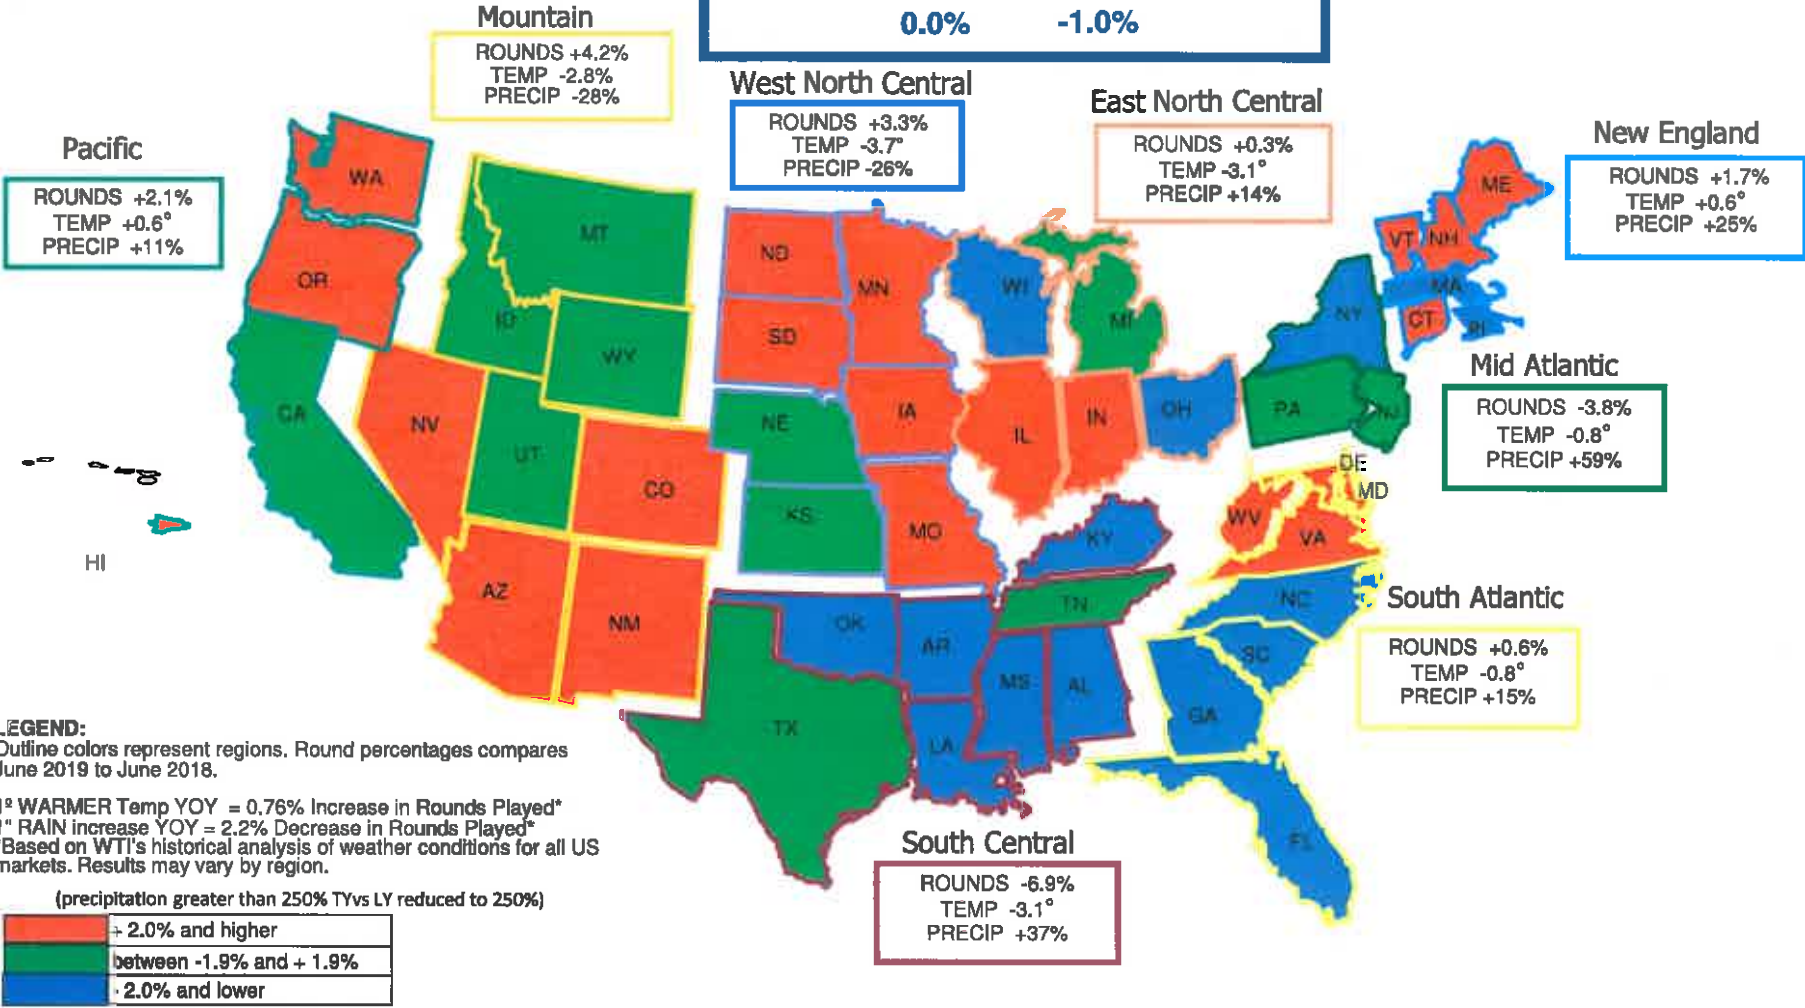 0.0% -1.0%
Mountain
ROUNDS +4.2%
TEMP -2.8%
PRECIP -28%
West North Central
ROUNDS +3.3%
TEMP -3.7°
PRECIP -26%
East North Central
ROUNDS +0.3%
TEMP -3.1°
PRECIP +14%
New England
ROUNDS +1.7%
TEMP +0.6°
PRECIP +25%
Pacific
ROUNDS +2.1%
TEMP +0.6°
PRECIP +11%
Mid Atlantic
ROUNDS -3.8%
TEMP -0.8°
PRECIP +59%
South Atlantic
ROUNDS +0.6%
TEMP -0.8°
PRECIP +15%
South Central
ROUNDS -6.9%
TEMP -3.1°
PRECIP +37%
WA
OR
CA
NV
ID
MT
WY
UT
CO
AZ
NM
HI
ND
SD
NE
KS
MN
IA
MO
WI
MI
IL
IN
OH
KY
TN
OK
AR
TX
LA
MS
AL
ME
VT
NH
MA
CT
RI
NY
PA
NJ
DE
MD
WV
VA
NC
SC
GA
FL
LEGEND:
Outline colors represent regions. Round percentages compares
June 2019 to June 2018.
1º WARMER Temp YOY = 0.76% Increase in Rounds Played*
1" RAIN increase YOY = 2.2% Decrease in Rounds Played*
*Based on WTI's historical analysis of weather conditions for all US
markets. Results may vary by region.
(precipitation greater than 250% TYvs LY reduced to 250%)
+ 2.0% and higher
between -1.9% and + 1.9%
- 2.0% and lower